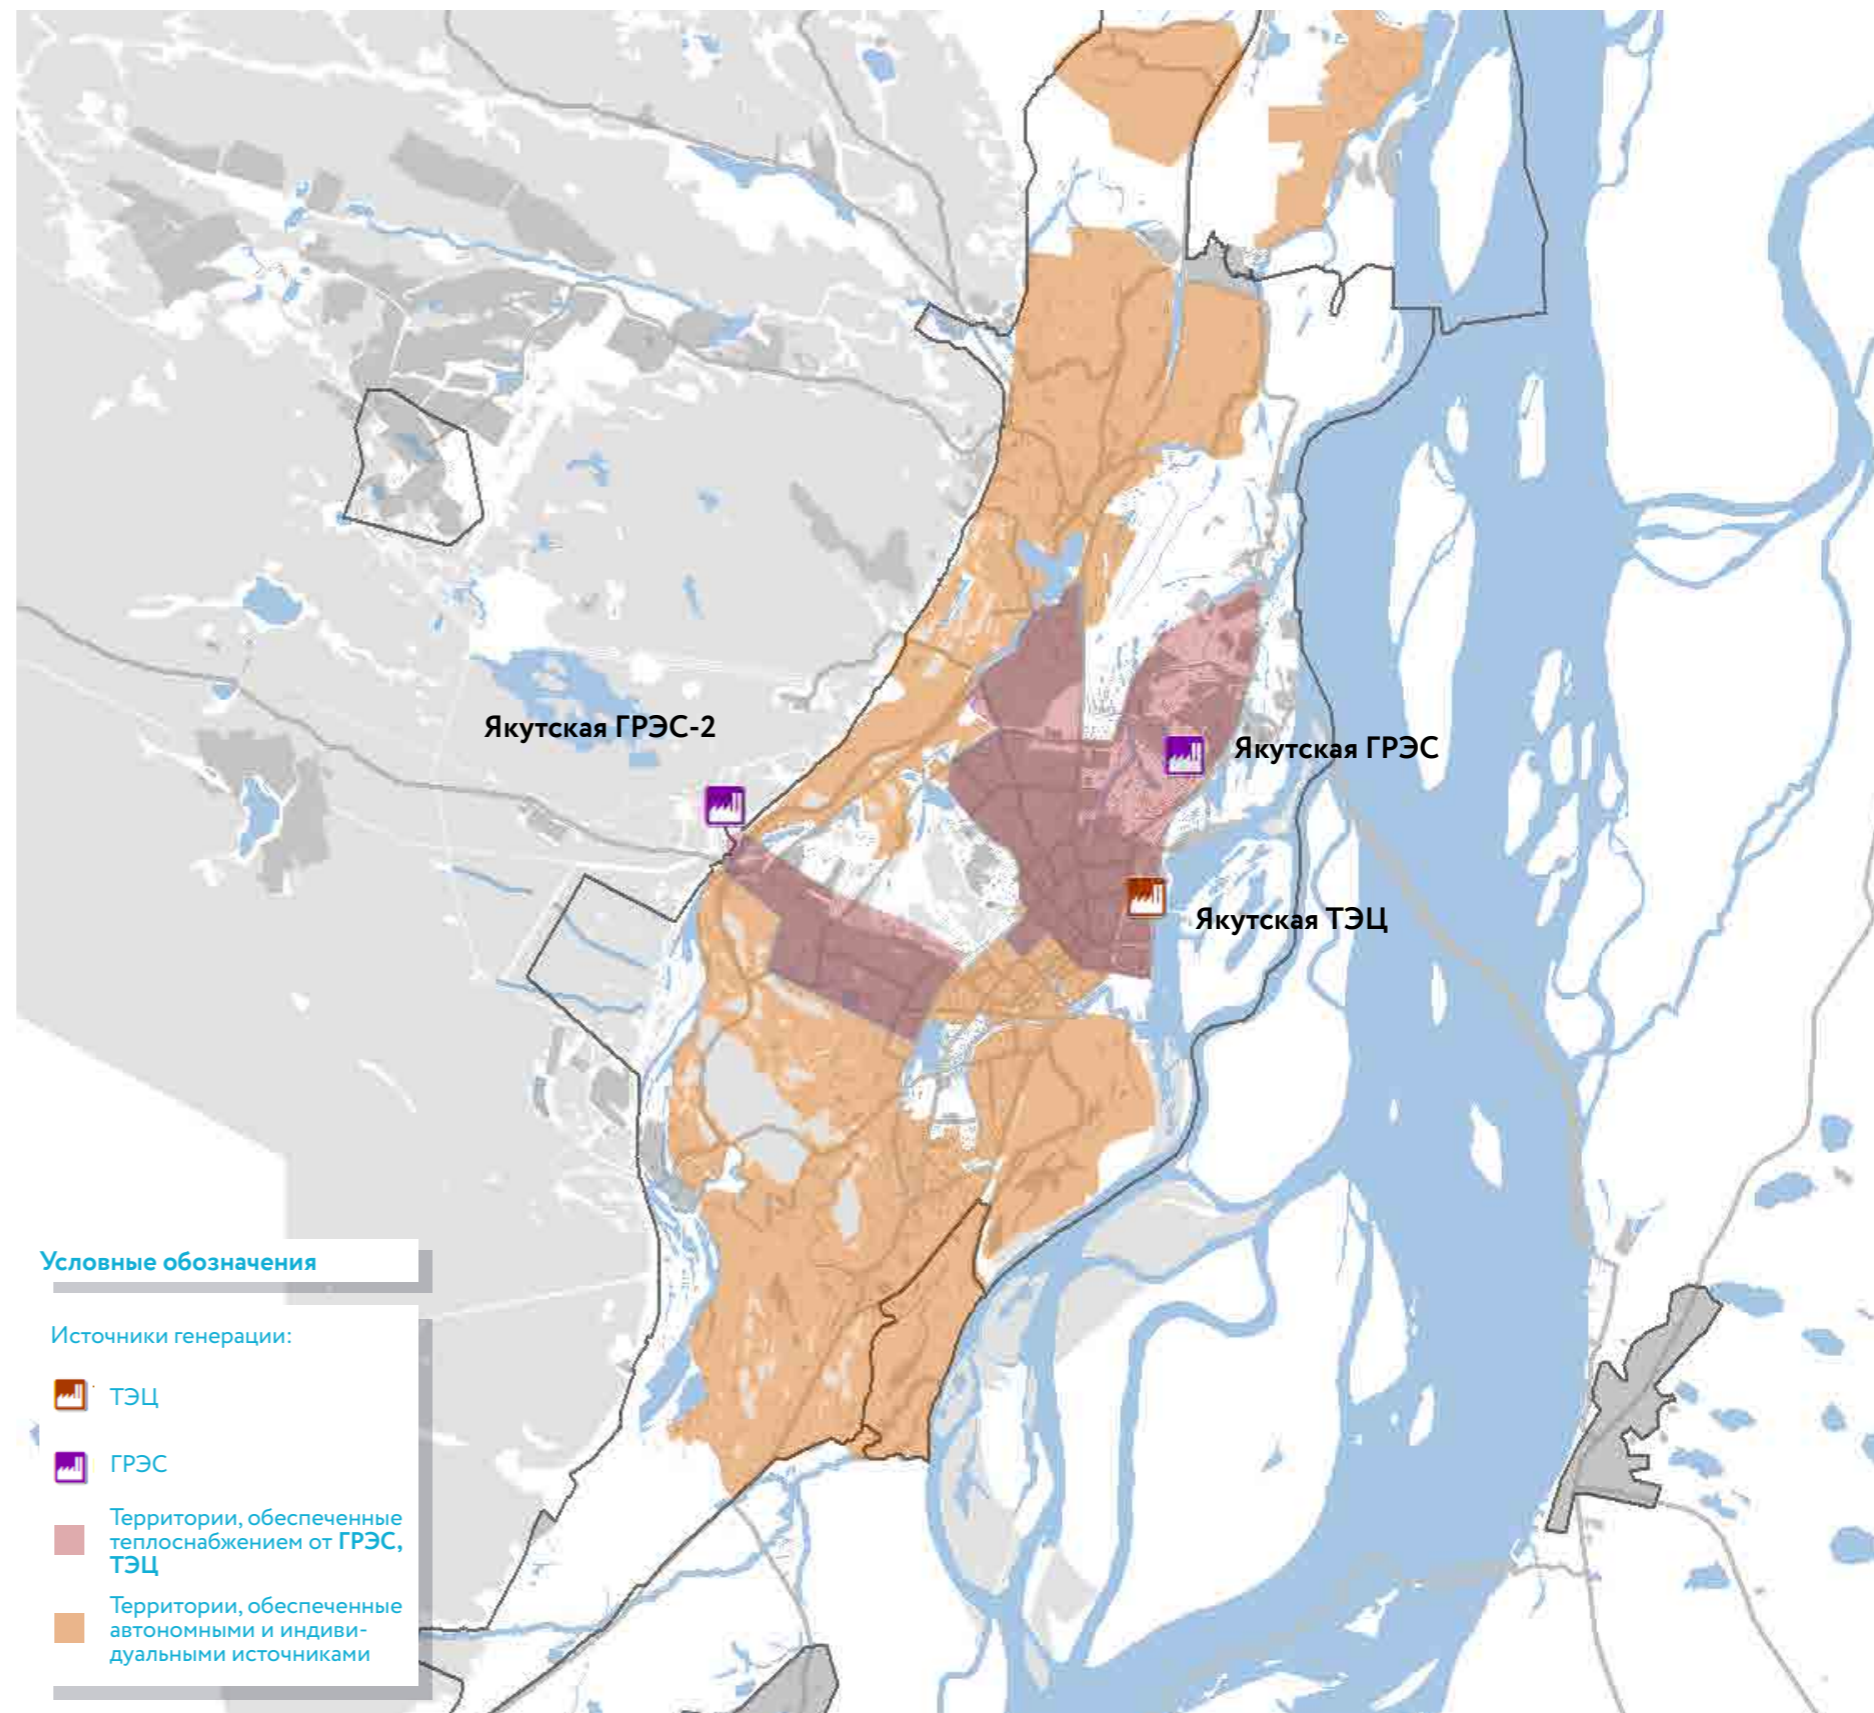 Якутская ГРЭС-2
Якутская ГРЭС
Якутская ТЭЦ
Условные обозначения
Источники генерации:
ТЭЦ
ГРЭС
Территории, обеспеченные
теплоснабжением от ГРЭС,
ТЭЦ
Территории, обеспеченные
автономными и индиви-
дуальными источниками